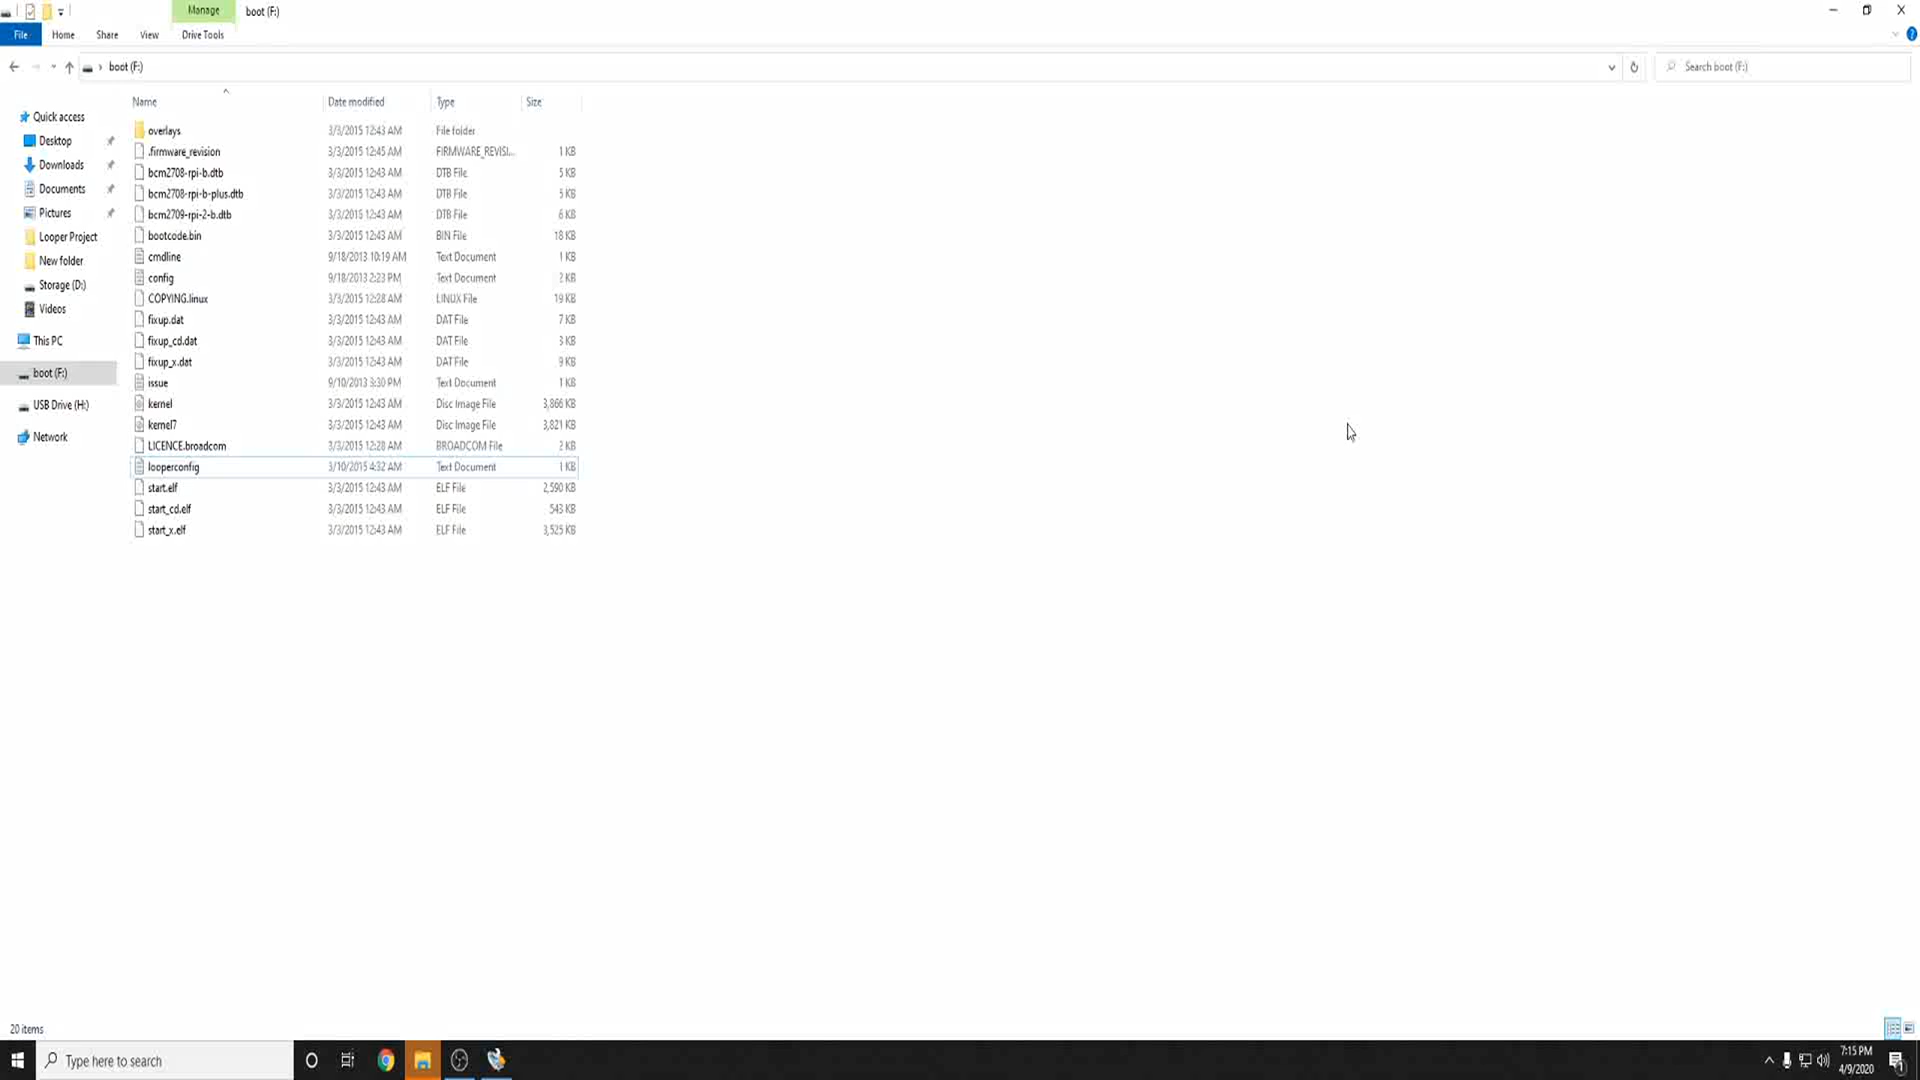 Manage boot (F:)
File Home Share View Drive Tools
boot (F:) Search boot (F:)
Name Date modified Type Size
Quick access
Desktop
Downloads
Documents
Pictures
Looper Project
New folder
Storage (D:)
Videos
This PC
boot (F:)
USB Drive (H:)
Network
overlays 3/3/2015 12:43 AM File folder
.firmware_revision 3/3/2015 12:45 AM FIRMWARE_REVISI... 1 KB
bcm2708-rpi-b.dtb 3/3/2015 12:43 AM DTB File 5 KB
bcm2708-rpi-b-plus.dtb 3/3/2015 12:43 AM DTB File 5 KB
bcm2709-rpi-2-b.dtb 3/3/2015 12:43 AM DTB File 6 KB
bootcode.bin 3/3/2015 12:43 AM BIN File 18 KB
cmdline 9/18/2013 10:19 AM Text Document 1 KB
config 9/18/2013 2:23 PM Text Document 2 KB
COPYING.linux 3/3/2015 12:28 AM LINUX File 19 KB
fixup.dat 3/3/2015 12:43 AM DAT File 7 KB
fixup_cd.dat 3/3/2015 12:43 AM DAT File 3 KB
fixup_x.dat 3/3/2015 12:43 AM DAT File 9 KB
issue 9/10/2013 3:30 PM Text Document 1 KB
kernel 3/3/2015 12:43 AM Disc Image File 3,866 KB
kernel7 3/3/2015 12:43 AM Disc Image File 3,821 KB
LICENCE.broadcom 3/3/2015 12:28 AM BROADCOM File 2 KB
looperconfig 3/10/2015 4:32 AM Text Document 1 KB
start.elf 3/3/2015 12:43 AM ELF File 2,590 KB
start_cd.elf 3/3/2015 12:43 AM ELF File 543 KB
start_x.elf 3/3/2015 12:43 AM ELF File 3,525 KB
20 items
Type here to search
7:15 PM
4/9/2020